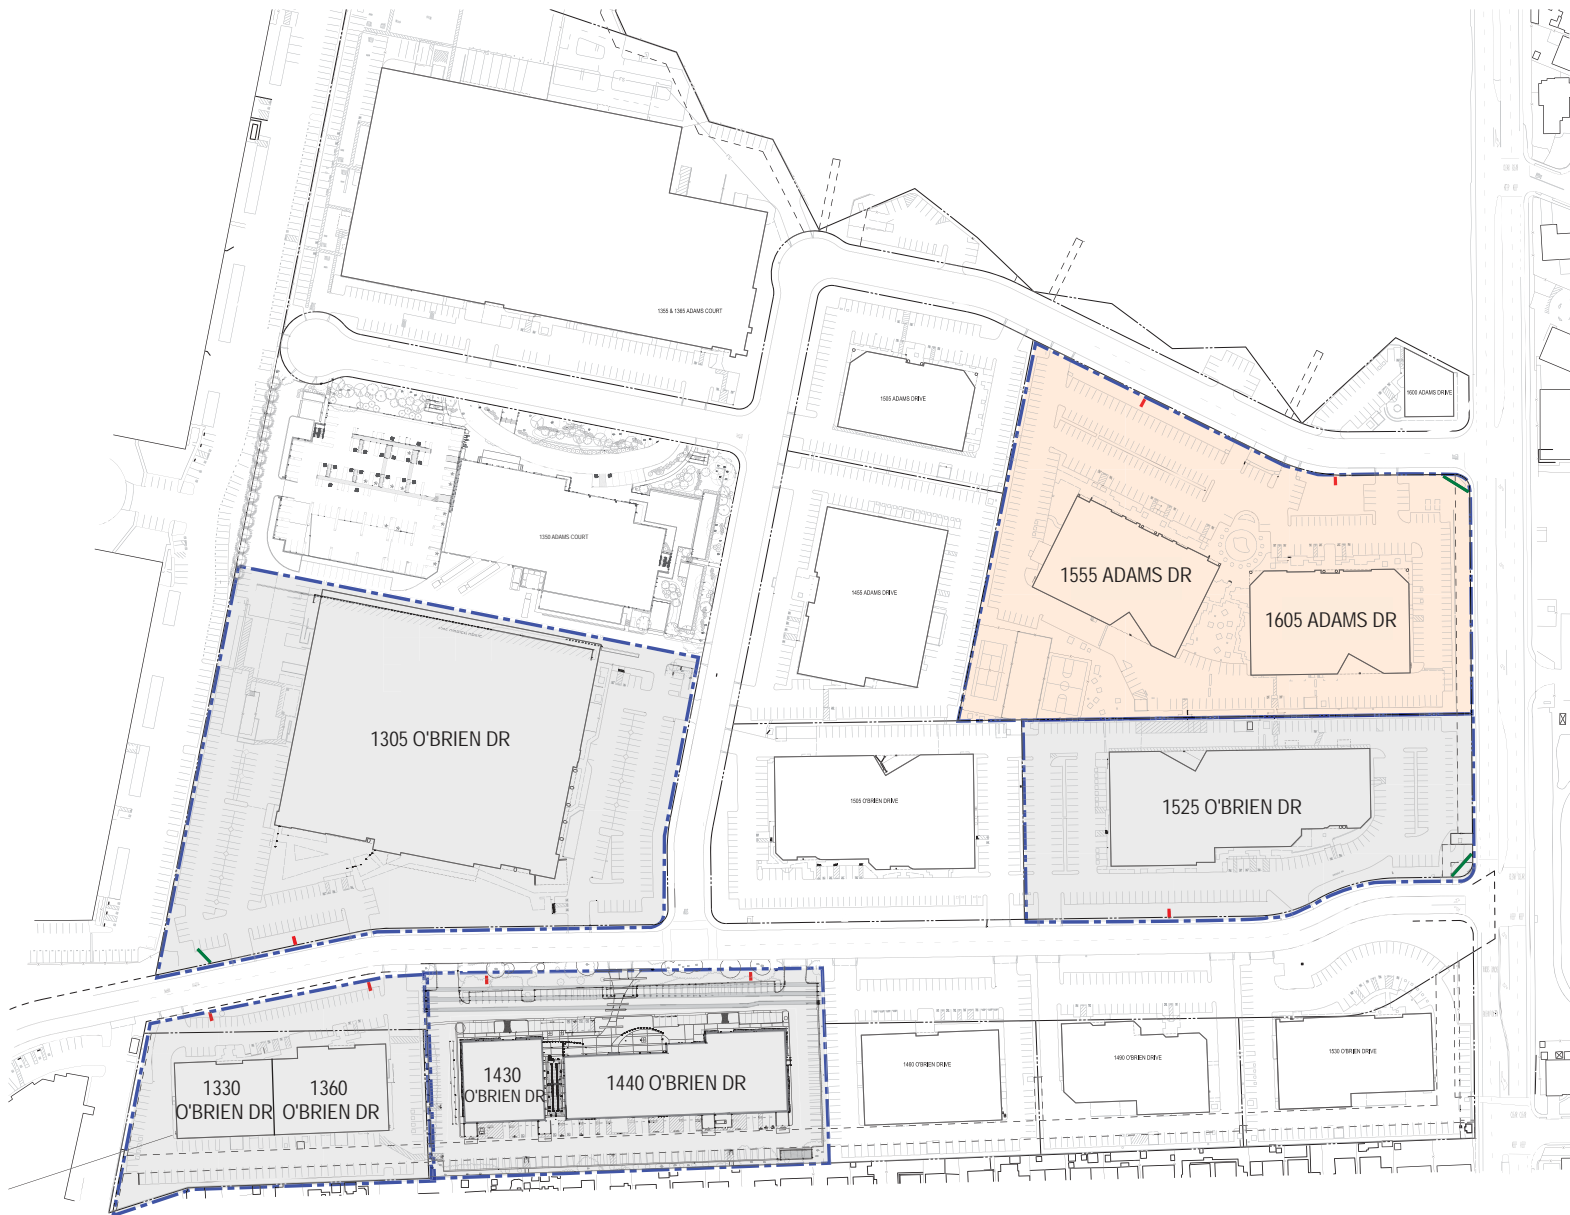 1355 & 1365 ADAMS COURT
1505 ADAMS DRIVE
1600 ADAMS DRIVE
1350 ADAMS COURT
1455 ADAMS DRIVE
1555 ADAMS DR
1605 ADAMS DR
1305 O'BRIEN DR
1505 O'BRIEN DRIVE
1525 O'BRIEN DR
1330
O'BRIEN DR
1360
O'BRIEN DR
1430
O'BRIEN DR
1440 O'BRIEN DR
1480 O'BRIEN DRIVE
1490 O'BRIEN DRIVE
1530 O'BRIEN DRIVE